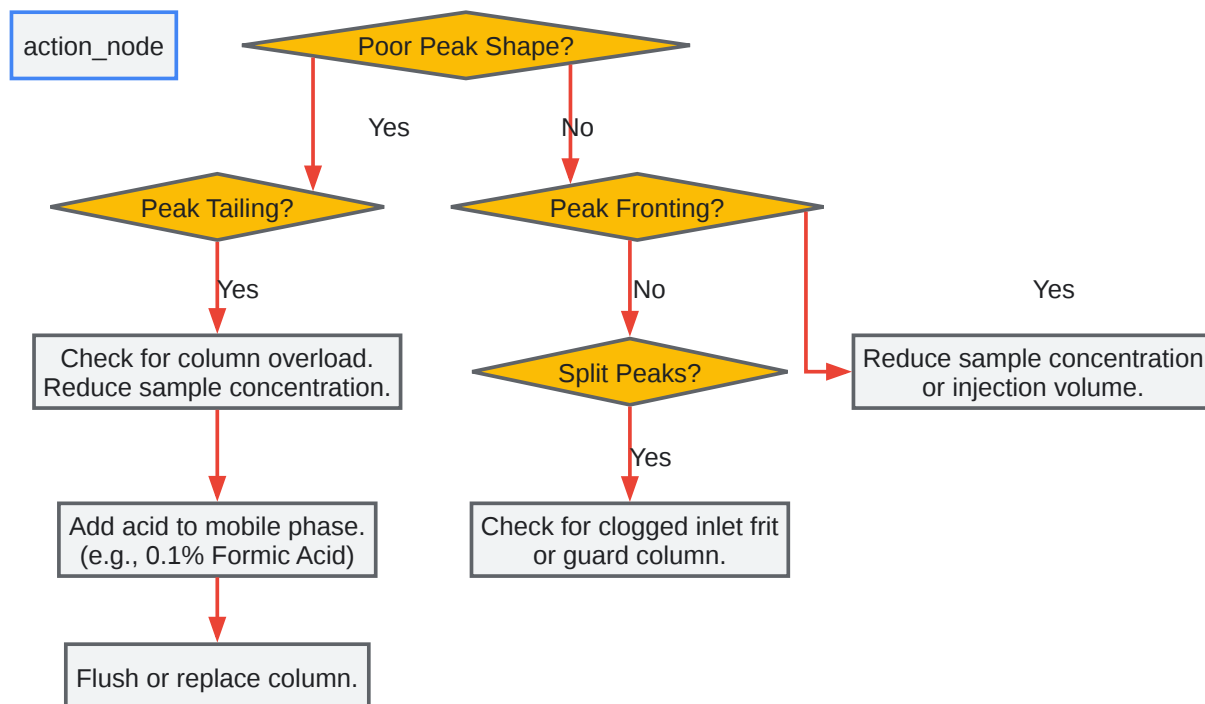 action_node
Poor Peak Shape?
Yes
No
Peak Tailing?
Peak Fronting?
Yes
No
Yes
Check for column overload.
Reduce sample concentration.
Split Peaks?
Reduce sample concentration
or injection volume.
Yes
Add acid to mobile phase.
(e.g., 0.1% Formic Acid)
Check for clogged inlet frit
or guard column.
Flush or replace column.